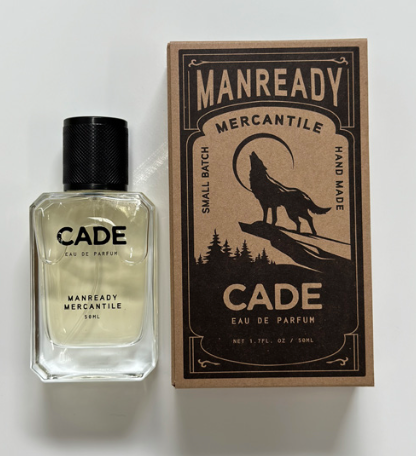 CADE
EAU DE PARFUM
MANREADY
MERCANTILE
50ML
MANREADY
MERCANTILE
SMALL BATCH
HAND MADE
CADE
EAU DE PARFUM
NET 1.7FL. OZ / 50ML